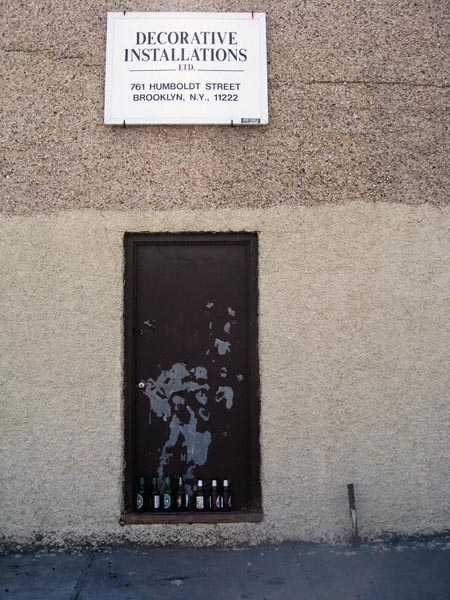 DECORATIVE
INSTALLATIONS
LTD.
761 HUMBOLDT STREET
BROOKLYN, N.Y., 11222